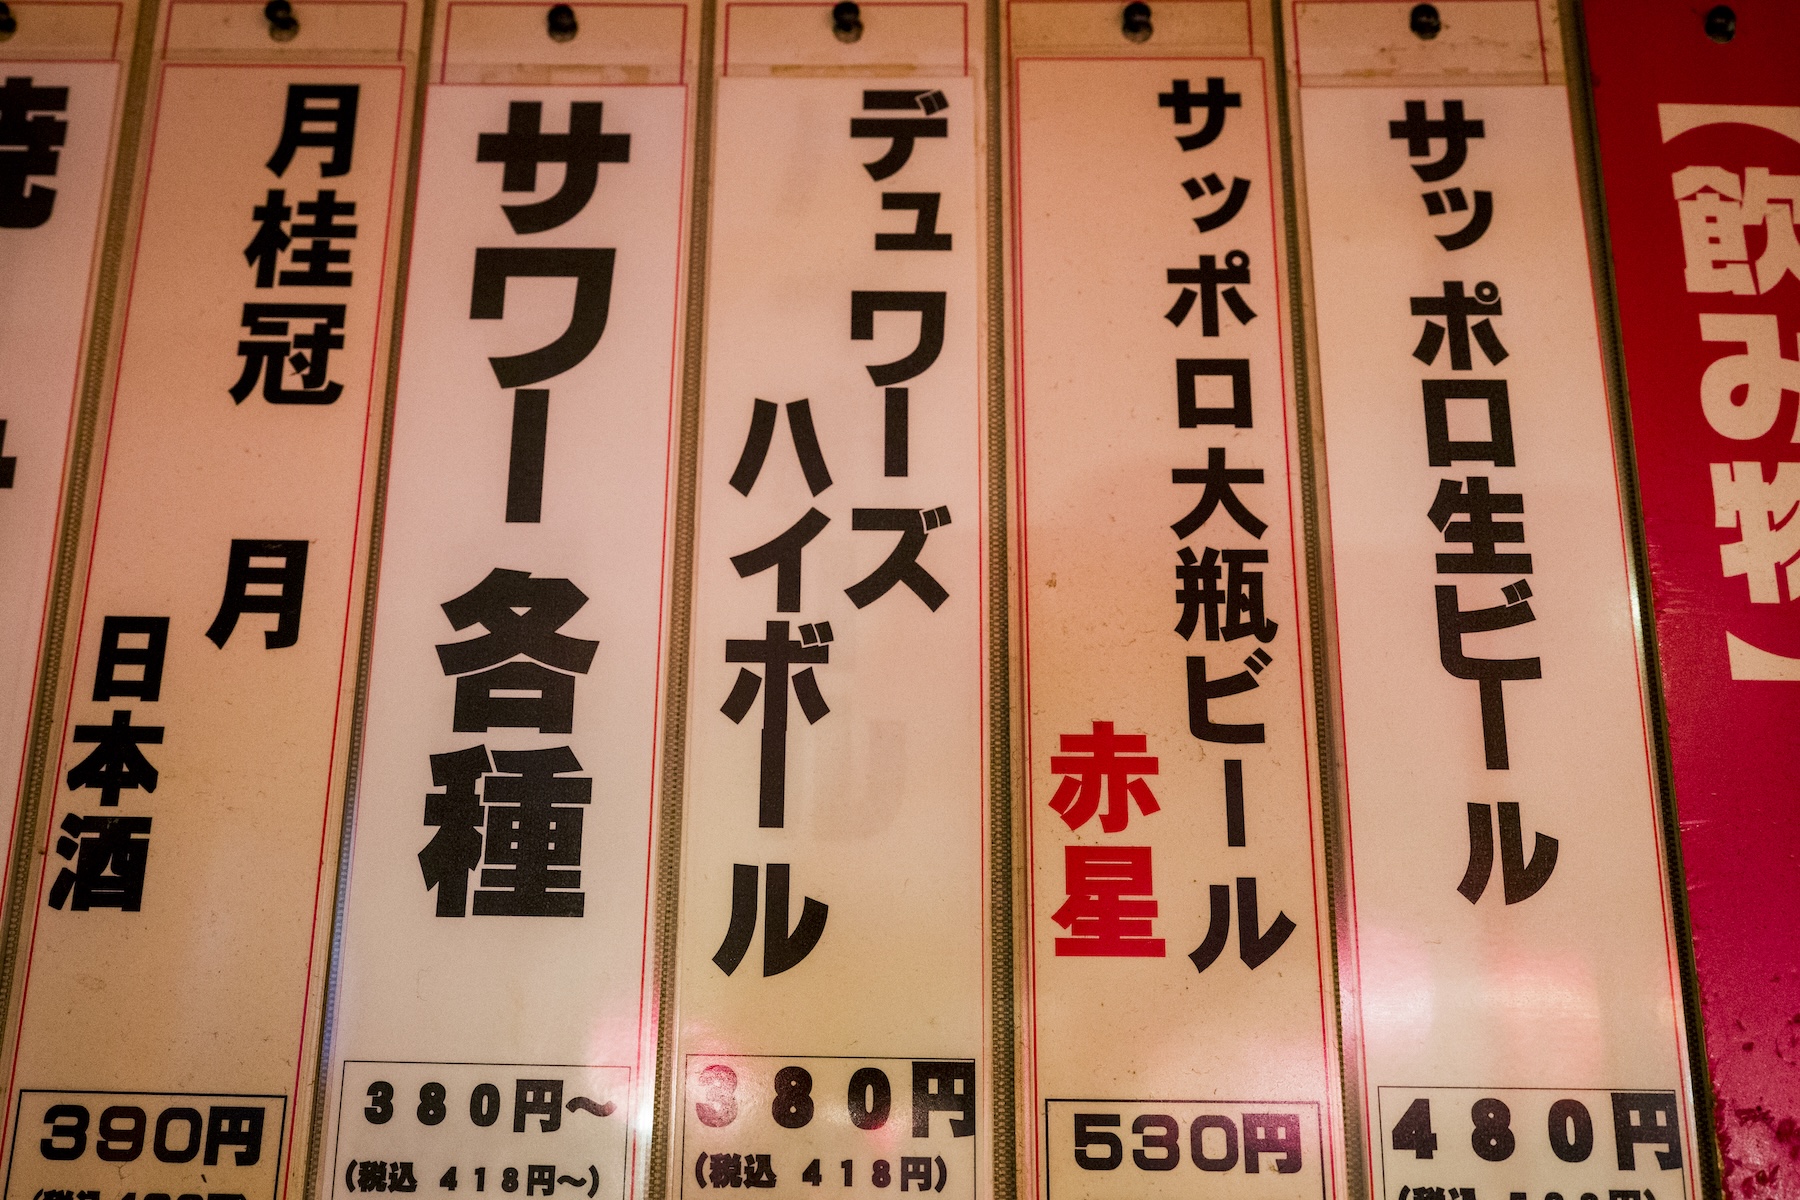 【飲み物】
サッポロ生ビール
480円
サッポロ大瓶ビール
赤星
530円
デュワーズ
ハイボール
380円
(税込 418円)
サワー各種
380円～
(税込 418円～)
月桂冠 月
日本酒
390円